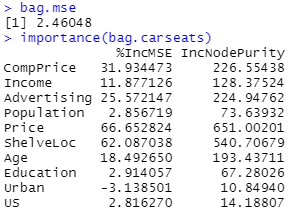 > bag.mse
[1] 2.46048
> importance(bag.carseats)
%IncMSE IncNodePurity
CompPrice 31.934473 226.55438
Income 11.877126 128.37524
Advertising 25.572147 224.94762
Population 2.856719 73.63932
Price 66.652824 651.00201
ShelveLoc 62.087038 540.70679
Age 18.492650 193.43711
Education 2.914057 67.28026
Urban -3.138501 10.84940
US 2.816270 14.18807